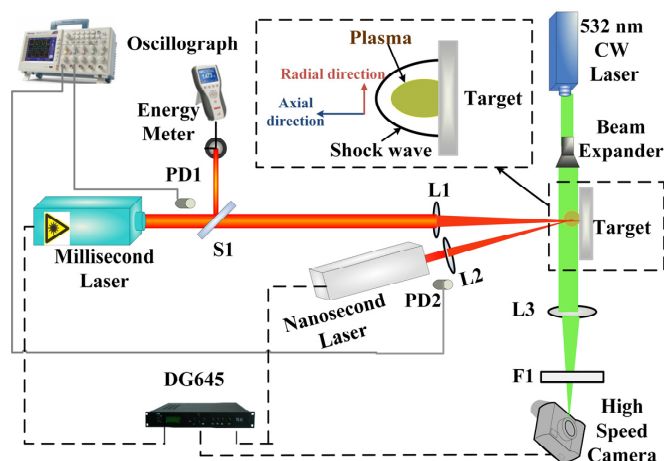 Oscillograph
Energy
Meter
PD1
Millisecond
Laser
S1
Nanosecond
Laser
PD2
L1
L2
DG645
Plasma
Radial direction
Axial
direction
Shock wave
Target
532 nm
CW
Laser
Beam
Expander
Target
L3
F1
High
Speed
Camera